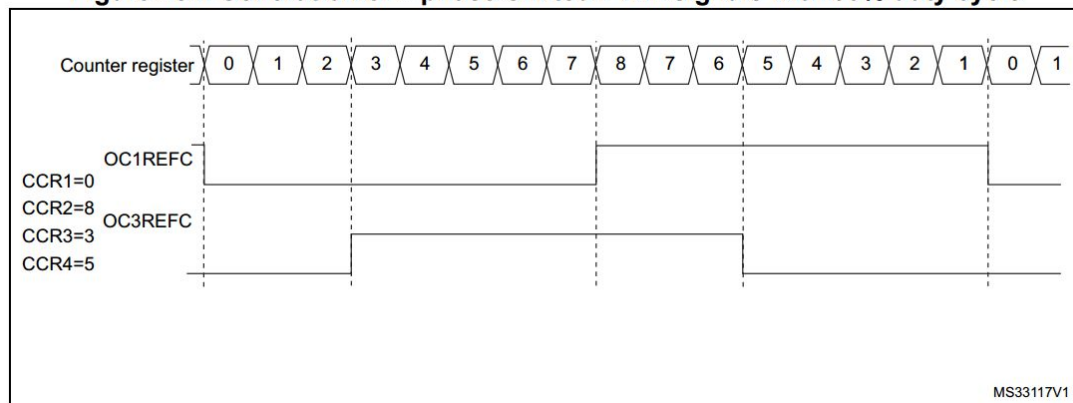 Counter register 0 1 2 3 4 5 6 7 8 7 6 5 4 3 2 1 0 1
OC1REFC
CCR1=0
CCR2=8
OC3REFC
CCR3=3
CCR4=5
MS33117V1